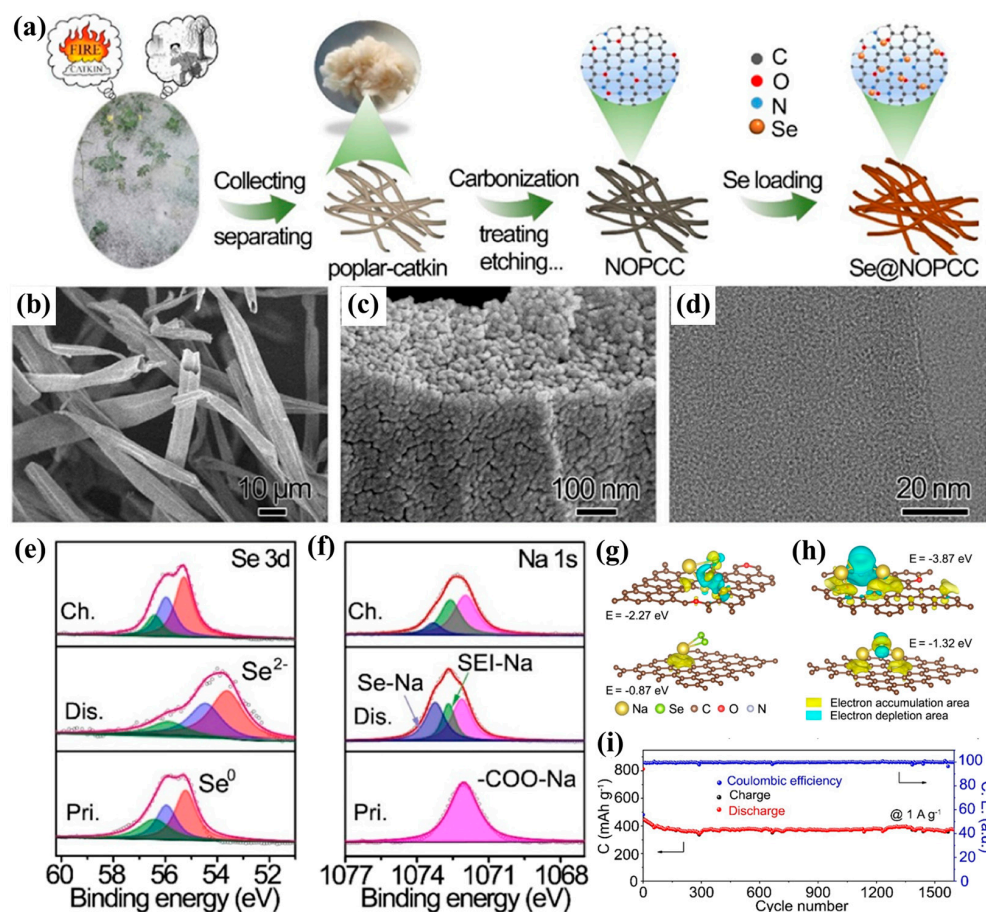 (a)
FIRE
CATKIN
Collecting
separating
poplar-catkin
Carbonization
treating
etching...
NOPCC
C
O
N
Se
Se loading
Se@NOPCC
(b)
10 µm
(c)
100 nm
(d)
20 nm
(e)
Se 3d
Ch.
Se2-
Dis.
Se0
Pri.
60 58 56 54 52
Binding energy (eV)
(f)
Na 1s
Ch.
Se-Na
SEI-Na
Dis.
-COO-Na
Pri.
1077 1074 1071 1068
Binding energy (eV)
(g)
E = -2.27 eV
E = -0.87 eV
Na Se C O N
(h)
E = -3.87 eV
E = -1.32 eV
Electron accumulation area
Electron depletion area
(i)
C (mAh g-1)
800
600
400
200
0
Coulombic efficiency
Charge
Discharge
@ 1 A g-1
100
80
60
40
20
0
C. E. (a.u.)
0 300 600 900 1200 1500
Cycle number